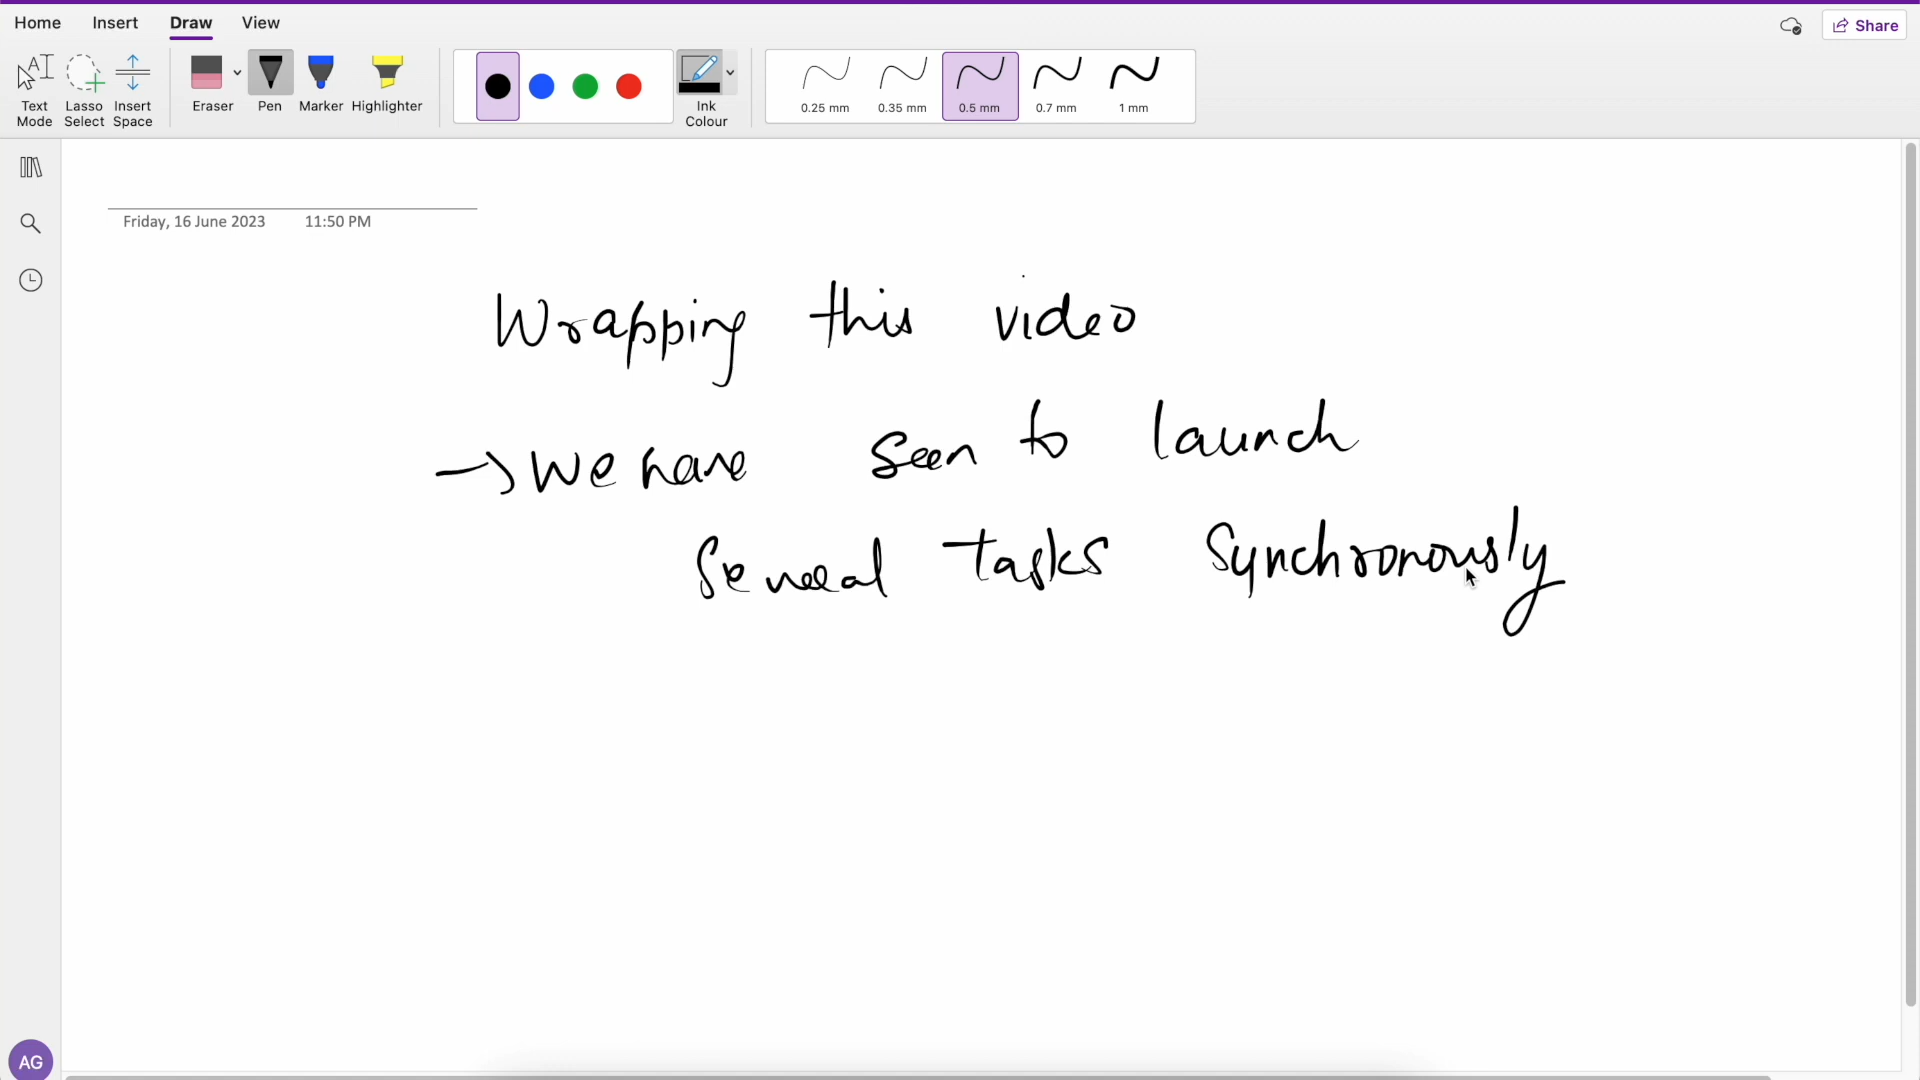 Home Insert Draw View
Share
Text Mode
Lasso Select
Insert Space
Eraser
Pen
Marker
Highlighter
Ink Colour
0.25 mm
0.35 mm
0.5 mm
0.7 mm
1 mm
Friday, 16 June 2023 11:50 PM
Wrapping this video
→ We have seen to launch
Several tasks Synchronously
AG